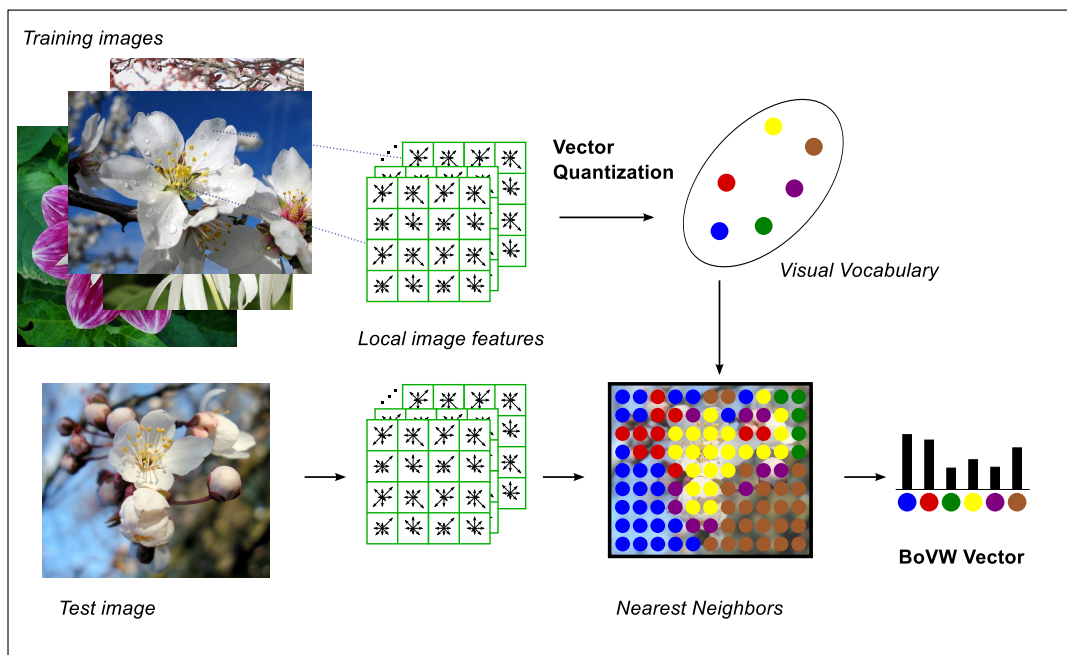 Training images
Vector
Quantization
Visual Vocabulary
Local image features
Test image
Nearest Neighbors
BoVW Vector